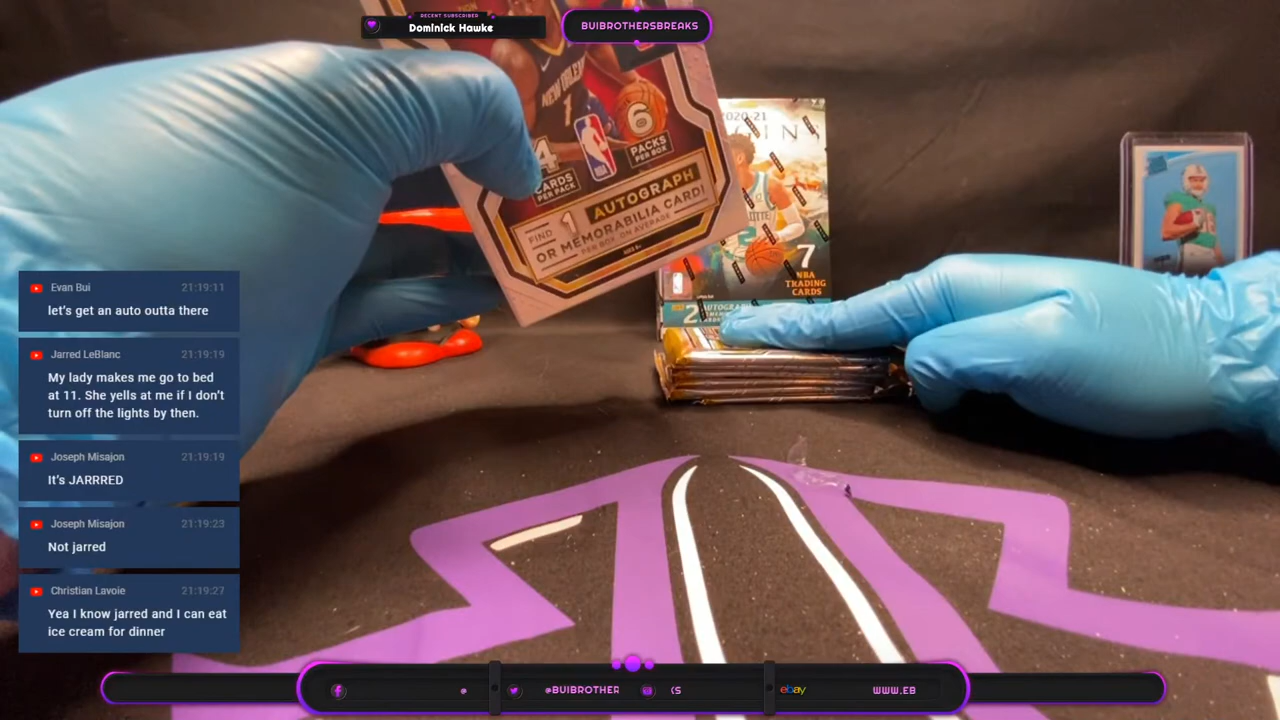 RECENT SUBSCRIBER
Dominick Hawke
BUIBROTHERSBREAKS
NEW ORLEANS
1
4
CARDS
PER PACK
6
PACKS
PER BOX
FIND 1 AUTOGRAPH
OR MEMORABILIA CARD!
PER BOX, ON AVERAGE
2020-21
7
NBA
TRADING
CARDS
2
Evan Bui 21:19:11
let's get an auto outta there
Jarred LeBlanc 21:19:19
My lady makes me go to bed
at 11. She yells at me if I don't
turn off the lights by then.
Joseph Misajon 21:19:19
It's JARRRED
Joseph Misajon 21:19:23
Not jarred
Christian Lavoie 21:19:27
Yea I know jarred and I can eat
ice cream for dinner
@
@BUIBROTHER
(S
ebay
WWW.EB